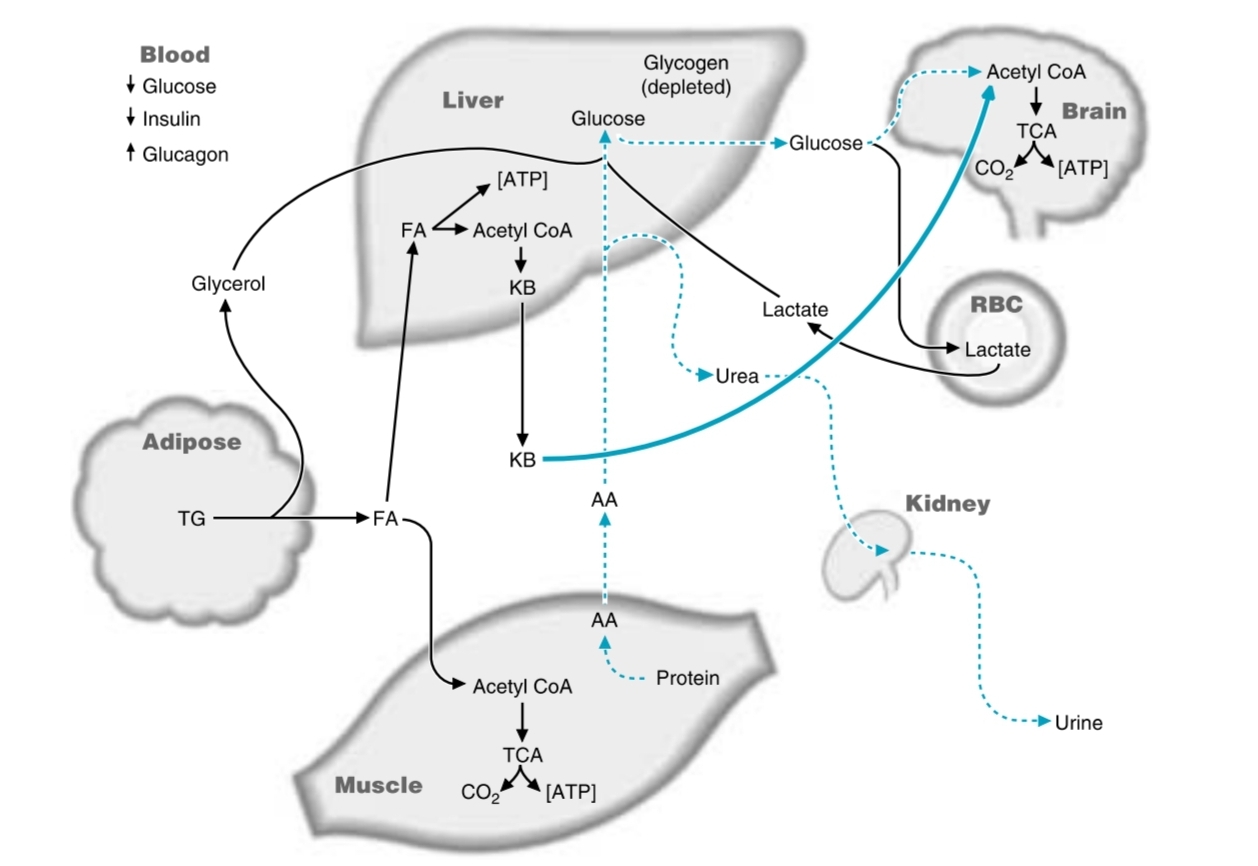 Blood
↓ Glucose
↓ Insulin
↑ Glucagon
Liver
Glycogen
(depleted)
Glucose
Glucose
Acetyl CoA
Brain
TCA
CO₂
[ATP]
[ATP]
FA
Acetyl CoA
KB
Glycerol
Lactate
RBC
Lactate
Urea
Adipose
KB
TG
FA
AA
Kidney
AA
Protein
Acetyl CoA
TCA
Muscle
CO₂
[ATP]
Urine